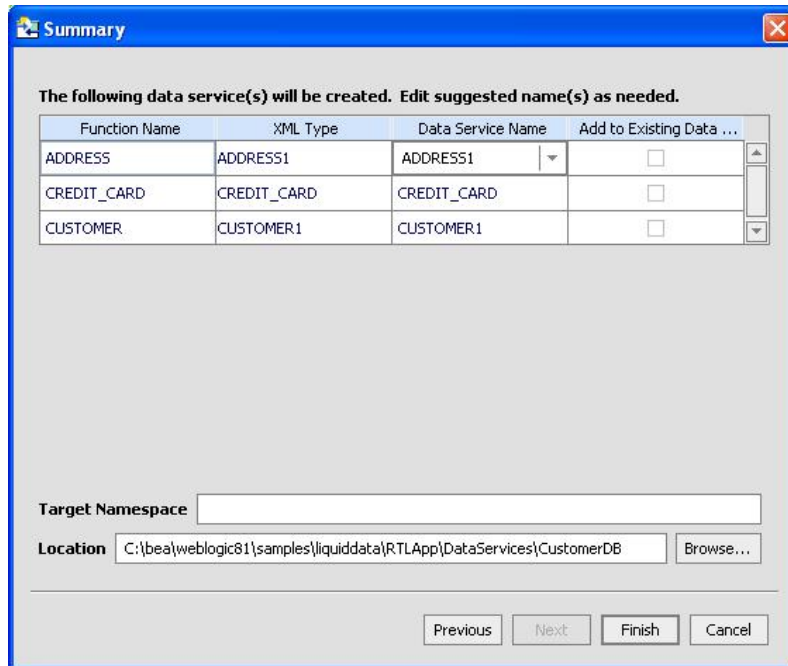 Summary
The following data service(s) will be created. Edit suggested name(s) as needed.
Function Name XML Type Data Service Name Add to Existing Data ...
ADDRESS ADDRESS1 ADDRESS1
CREDIT_CARD CREDIT_CARD CREDIT_CARD
CUSTOMER CUSTOMER1 CUSTOMER1
Target Namespace
Location C:\bea\weblogic81\samples\liquiddata\RTLApp\DataServices\CustomerDB Browse...
Previous Next Finish Cancel